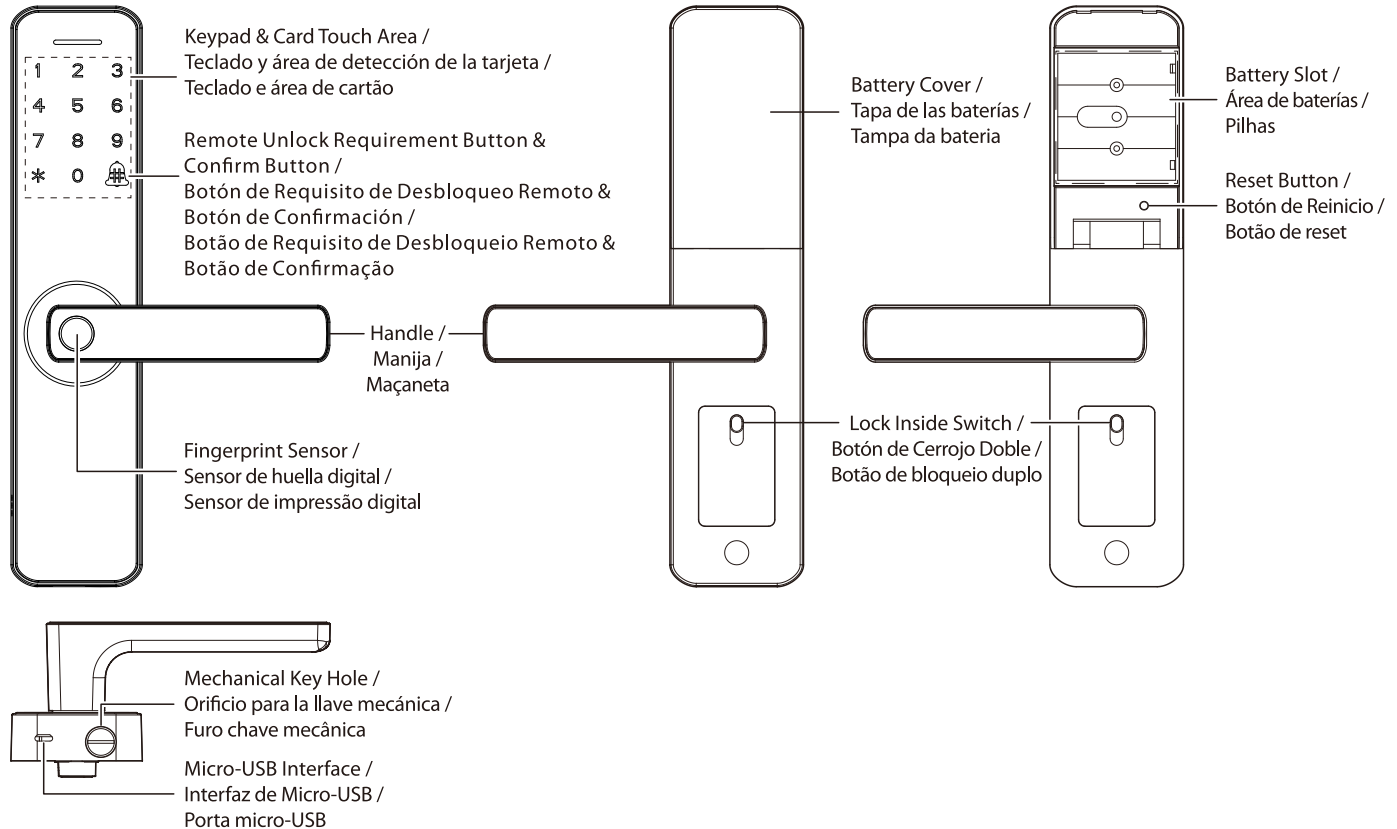 Keypad & Card Touch Area /
Teclado y área de detección de la tarjeta /
Teclado e área de cartão
1 2 3
4 5 6
7 8 9
* 0 #
Remote Unlock Requirement Button &
Confirm Button /
Botón de Requisito de Desbloqueo Remoto &
Botón de Confirmación /
Botão de Requisito de Desbloqueio Remoto &
Botão de Confirmação
Battery Cover /
Tapa de las baterías /
Tampa da bateria
Battery Slot /
Área de baterías /
Pilhas
Reset Button /
Botón de Reinicio /
Botão de reset
Handle /
Manija /
Maçaneta
Lock Inside Switch /
Botón de Cerrojo Doble /
Botão de bloqueio duplo
Fingerprint Sensor /
Sensor de huella digital /
Sensor de impressão digital
Mechanical Key Hole /
Orificio para la llave mecánica /
Furo chave mecânica
Micro-USB Interface /
Interfaz de Micro-USB /
Porta micro-USB